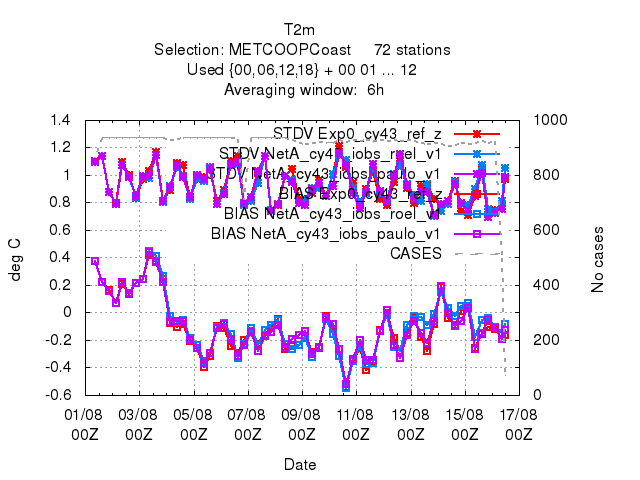 T2m
Selection: METCOOPCoast     72 stations
Used {00,06,12,18} + 00 01 ... 12
Averaging window:  6h
1.4
1.2
1
0.8
0.6
0.4
0.2
0
-0.2
-0.4
-0.6
deg C
STDV Exp0_cy43_ref_z
STDV NetA_cy43_iobs_roel_v1
STDV NetA_cy43_iobs_paulo_v1
BIAS Exp0_cy43_ref_z
BIAS NetA_cy43_iobs_roel_v1
BIAS NetA_cy43_iobs_paulo_v1
CASES
1000
800
600
400
200
0
No cases
01/08 03/08 05/08 07/08 09/08 11/08 13/08 15/08 17/08
00Z 00Z 00Z 00Z 00Z 00Z 00Z 00Z 00Z
Date